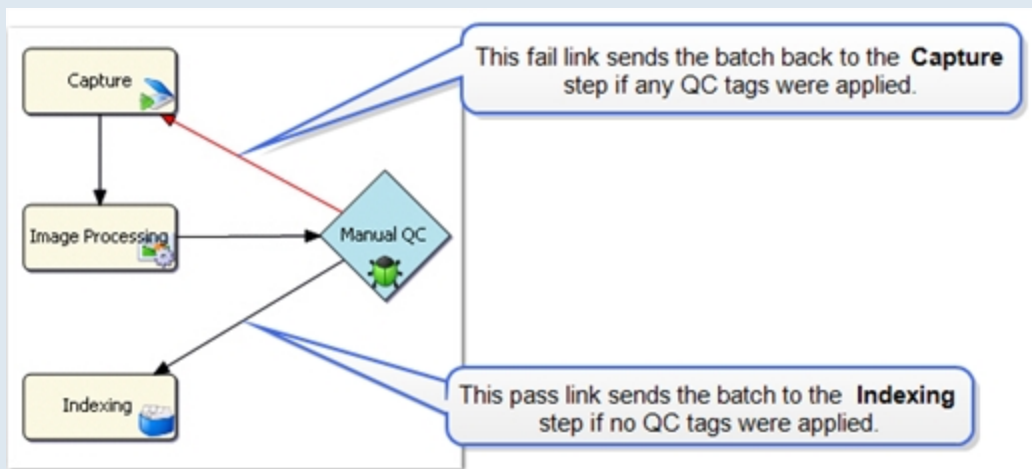 Capture
This fail link sends the batch back to the Capture
step if any QC tags were applied.
Image Processing
Manual QC
Indexing
This pass link sends the batch to the Indexing
step if no QC tags were applied.